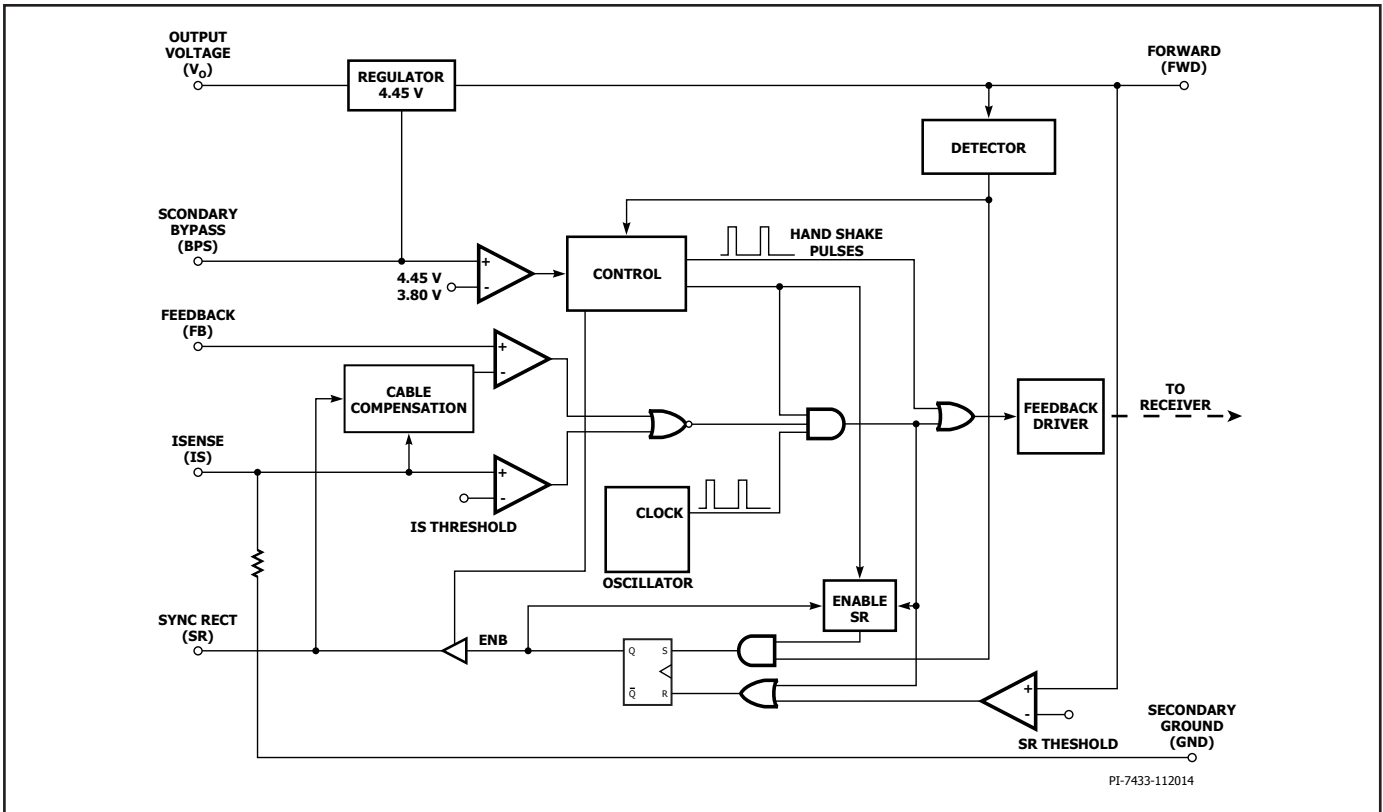 OUTPUT
VOLTAGE
(VO)
REGULATOR
4.45 V
FORWARD
(FWD)
DETECTOR
SCONDARY
BYPASS
(BPS)
+
-
4.45 V
3.80 V
CONTROL
HAND SHAKE
PULSES
FEEDBACK
(FB)
+
-
CABLE
COMPENSATION
FEEDBACK
DRIVER
TO
RECEIVER
ISENSE
(IS)
+
-
IS THRESHOLD
CLOCK
OSCILLATOR
ENABLE
SR
SYNC RECT
(SR)
ENB
Q
S
Q̅
R
+
-
SR THESHOLD
SECONDARY
GROUND
(GND)
PI-7433-112014